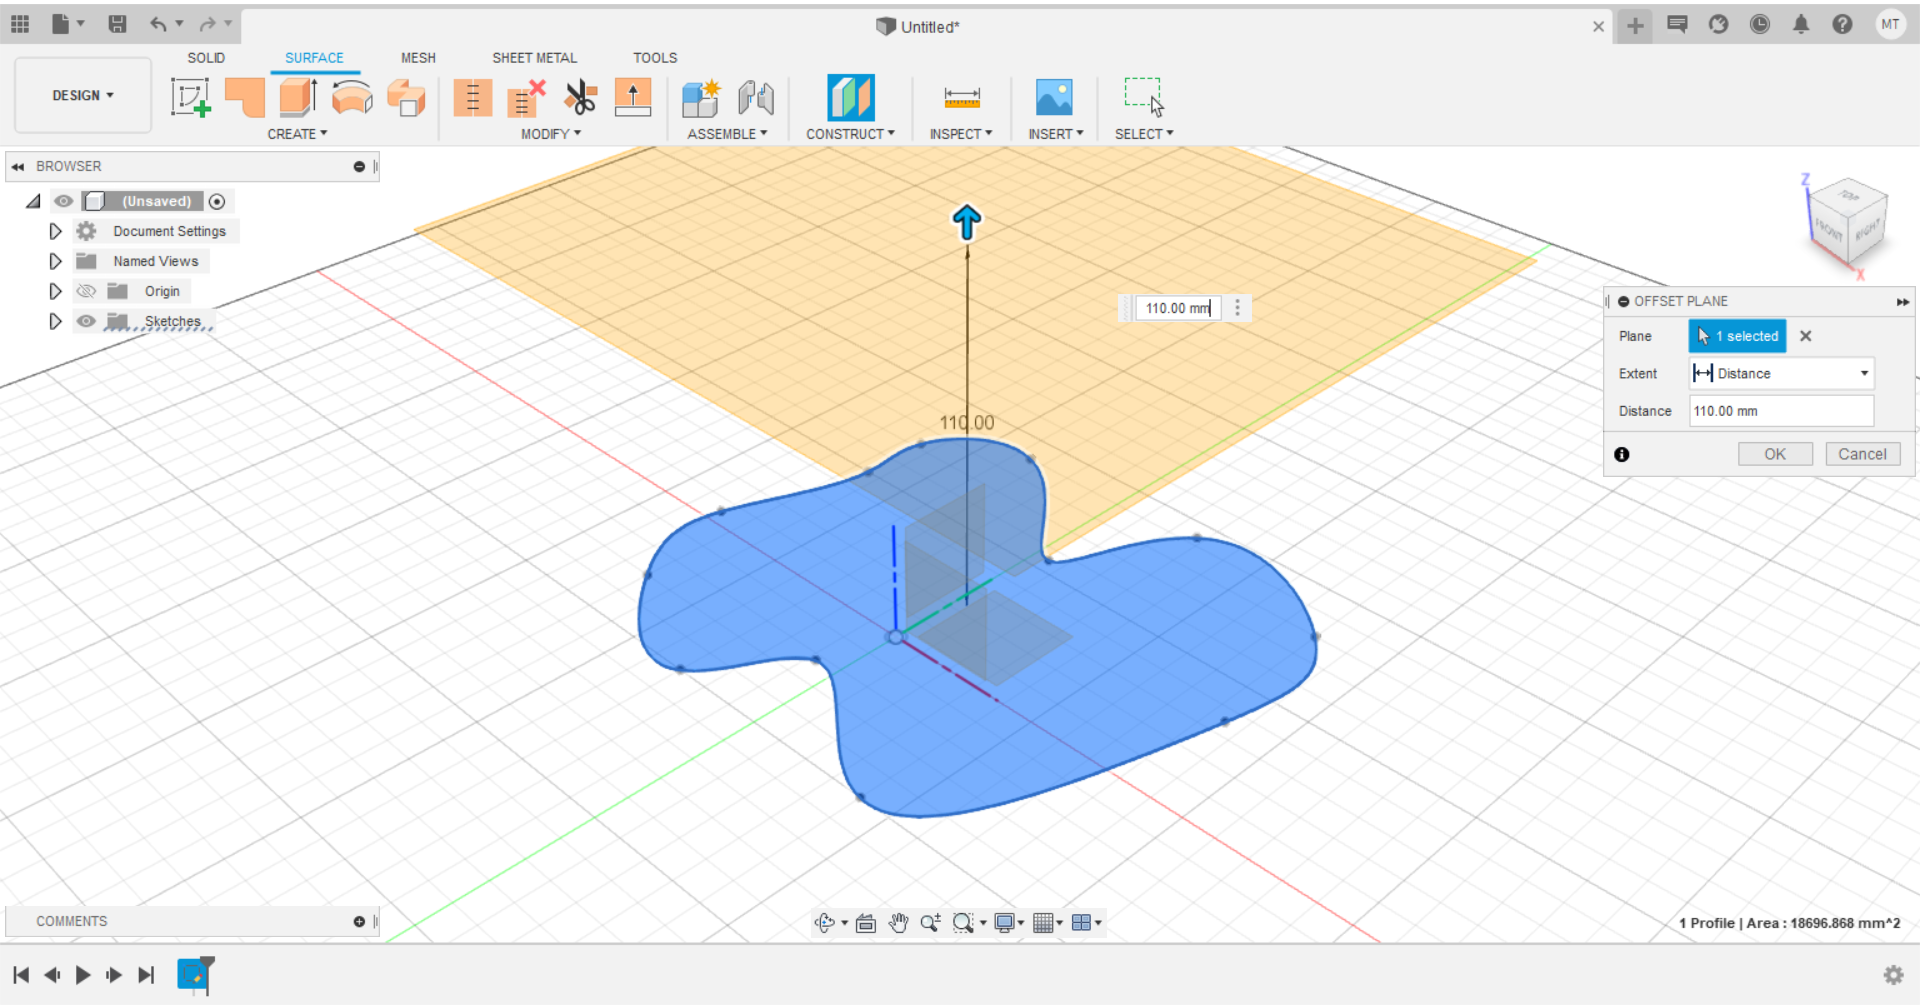 Untitled*
MT
SOLID
SURFACE
MESH
SHEET METAL
TOOLS
DESIGN
CREATE
MODIFY
ASSEMBLE
CONSTRUCT
INSPECT
INSERT
SELECT
BROWSER
(Unsaved)
Document Settings
Named Views
Origin
Sketches
110.00 mm
110.00
Z
TOP
FRONT
RIGHT
X
OFFSET PLANE
Plane
1 selected
Extent
Distance
Distance
110.00 mm
OK
Cancel
COMMENTS
1 Profile | Area : 18696.868 mm^2